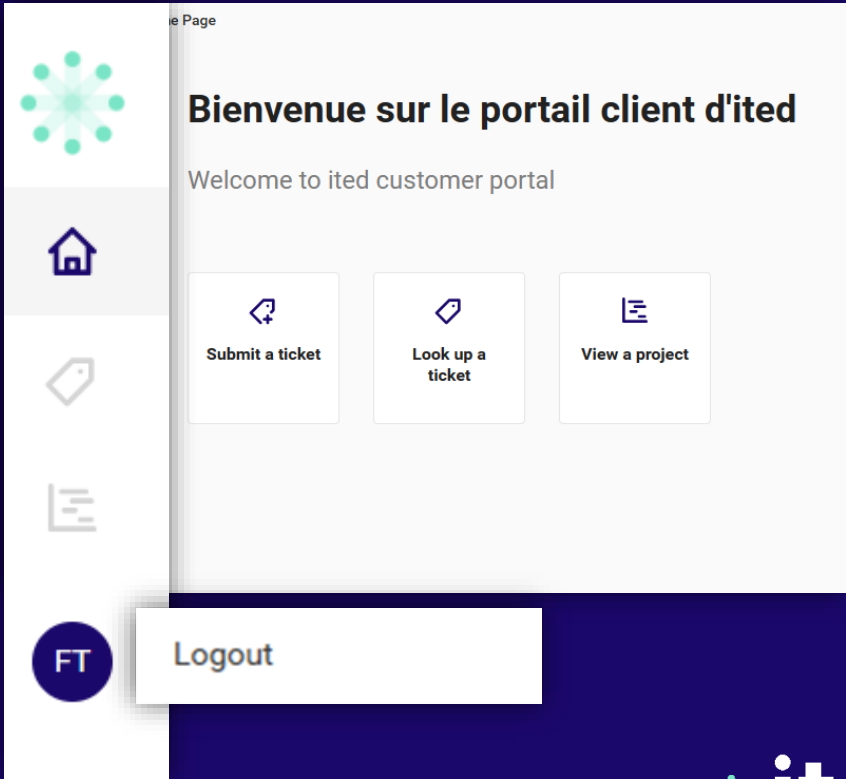 Page
Bienvenue sur le portail client d'ited
Welcome to ited customer portal
Submit a ticket
Look up a
ticket
View a project
FT
Logout